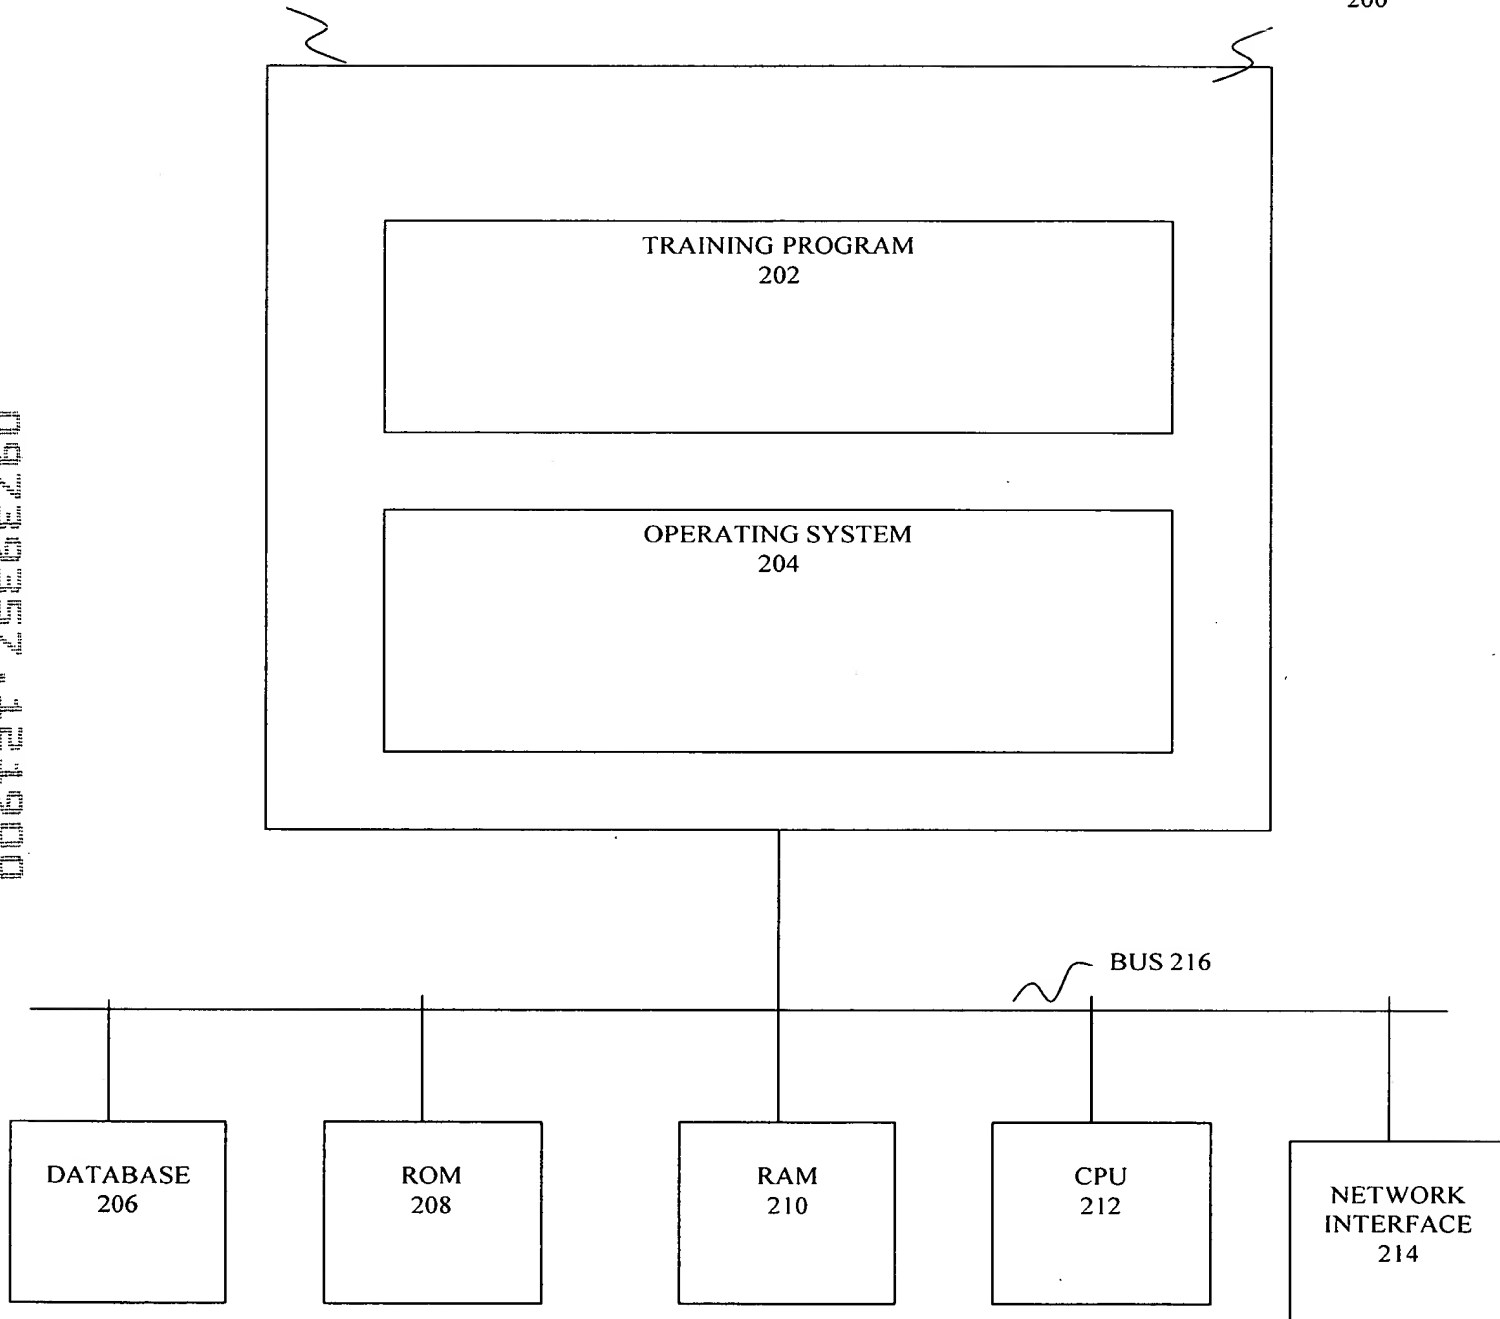 TRAINING PROGRAM
202
OPERATING SYSTEM
204
BUS 216
DATABASE
206
ROM
208
RAM
210
CPU
212
NETWORK
INTERFACE
214